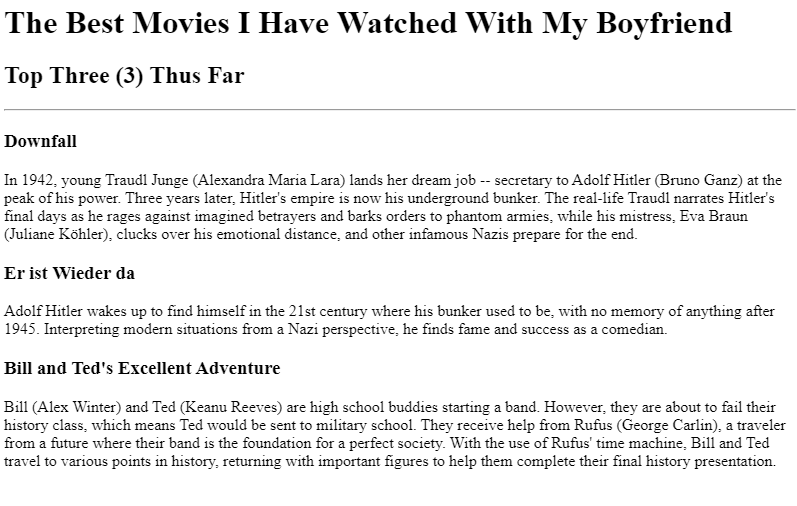 The Best Movies I Have Watched With My Boyfriend
Top Three (3) Thus Far
Downfall
In 1942, young Traudl Junge (Alexandra Maria Lara) lands her dream job -- secretary to Adolf Hitler (Bruno Ganz) at the
peak of his power. Three years later, Hitler's empire is now his underground bunker. The real-life Traudl narrates Hitler's
final days as he rages against imagined betrayers and barks orders to phantom armies, while his mistress, Eva Braun
(Juliane Köhler), clucks over his emotional distance, and other infamous Nazis prepare for the end.
Er ist Wieder da
Adolf Hitler wakes up to find himself in the 21st century where his bunker used to be, with no memory of anything after
1945. Interpreting modern situations from a Nazi perspective, he finds fame and success as a comedian.
Bill and Ted's Excellent Adventure
Bill (Alex Winter) and Ted (Keanu Reeves) are high school buddies starting a band. However, they are about to fail their
history class, which means Ted would be sent to military school. They receive help from Rufus (George Carlin), a traveler
from a future where their band is the foundation for a perfect society. With the use of Rufus' time machine, Bill and Ted
travel to various points in history, returning with important figures to help them complete their final history presentation.